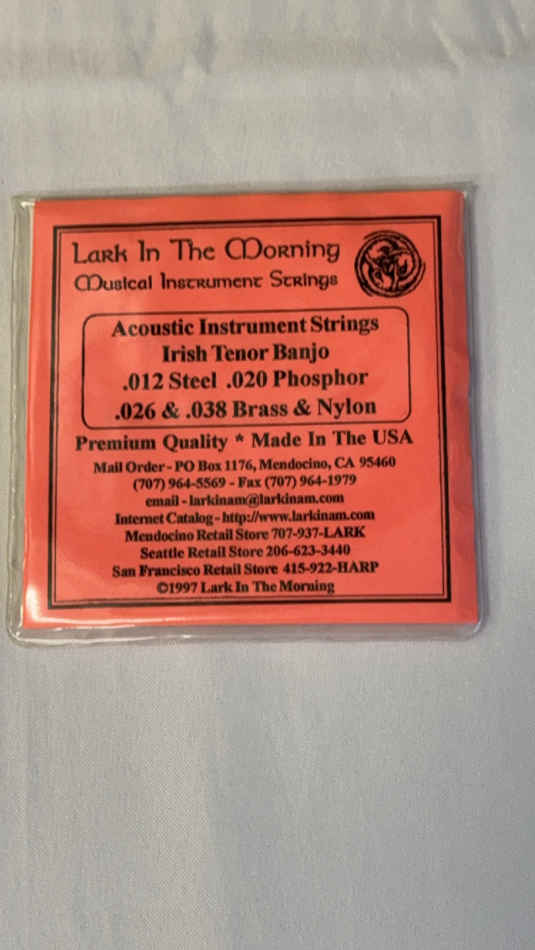 Lark In The Morning
Musical Instrument Strings
Acoustic Instrument Strings
Irish Tenor Banjo
.012 Steel .020 Phosphor
.026 & .038 Brass & Nylon
Premium Quality * Made In The USA
Mail Order - PO Box 1176, Mendocino, CA 95460
(707) 964-5569 - Fax (707) 964-1979
email - larkinam@larkinam.com
Internet Catalog - http://www.larkinam.com
Mendocino Retail Store 707-937-LARK
Seattle Retail Store 206-623-3440
San Francisco Retail Store 415-922-HARP
©1997 Lark In The Morning